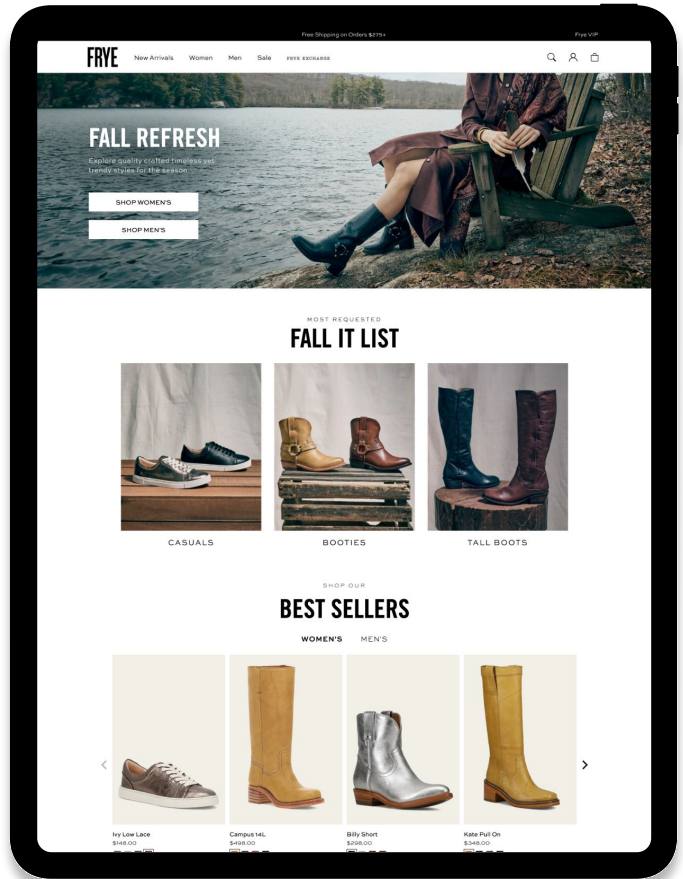 Free Shipping on Orders $275+
Frye VIP
FRYE
New Arrivals
Women
Men
Sale
FRYE EXCHANGE
FALL REFRESH
Explore quality crafted timeless yet
trendy styles for the season.
SHOP WOMEN'S
SHOP MEN'S
MOST REQUESTED
FALL IT LIST
CASUALS
BOOTIES
TALL BOOTS
SHOP OUR
BEST SELLERS
WOMEN'S
MEN'S
Ivy Low Lace
$148.00
Campus 14L
$498.00
Billy Short
$298.00
Kate Pull On
$348.00